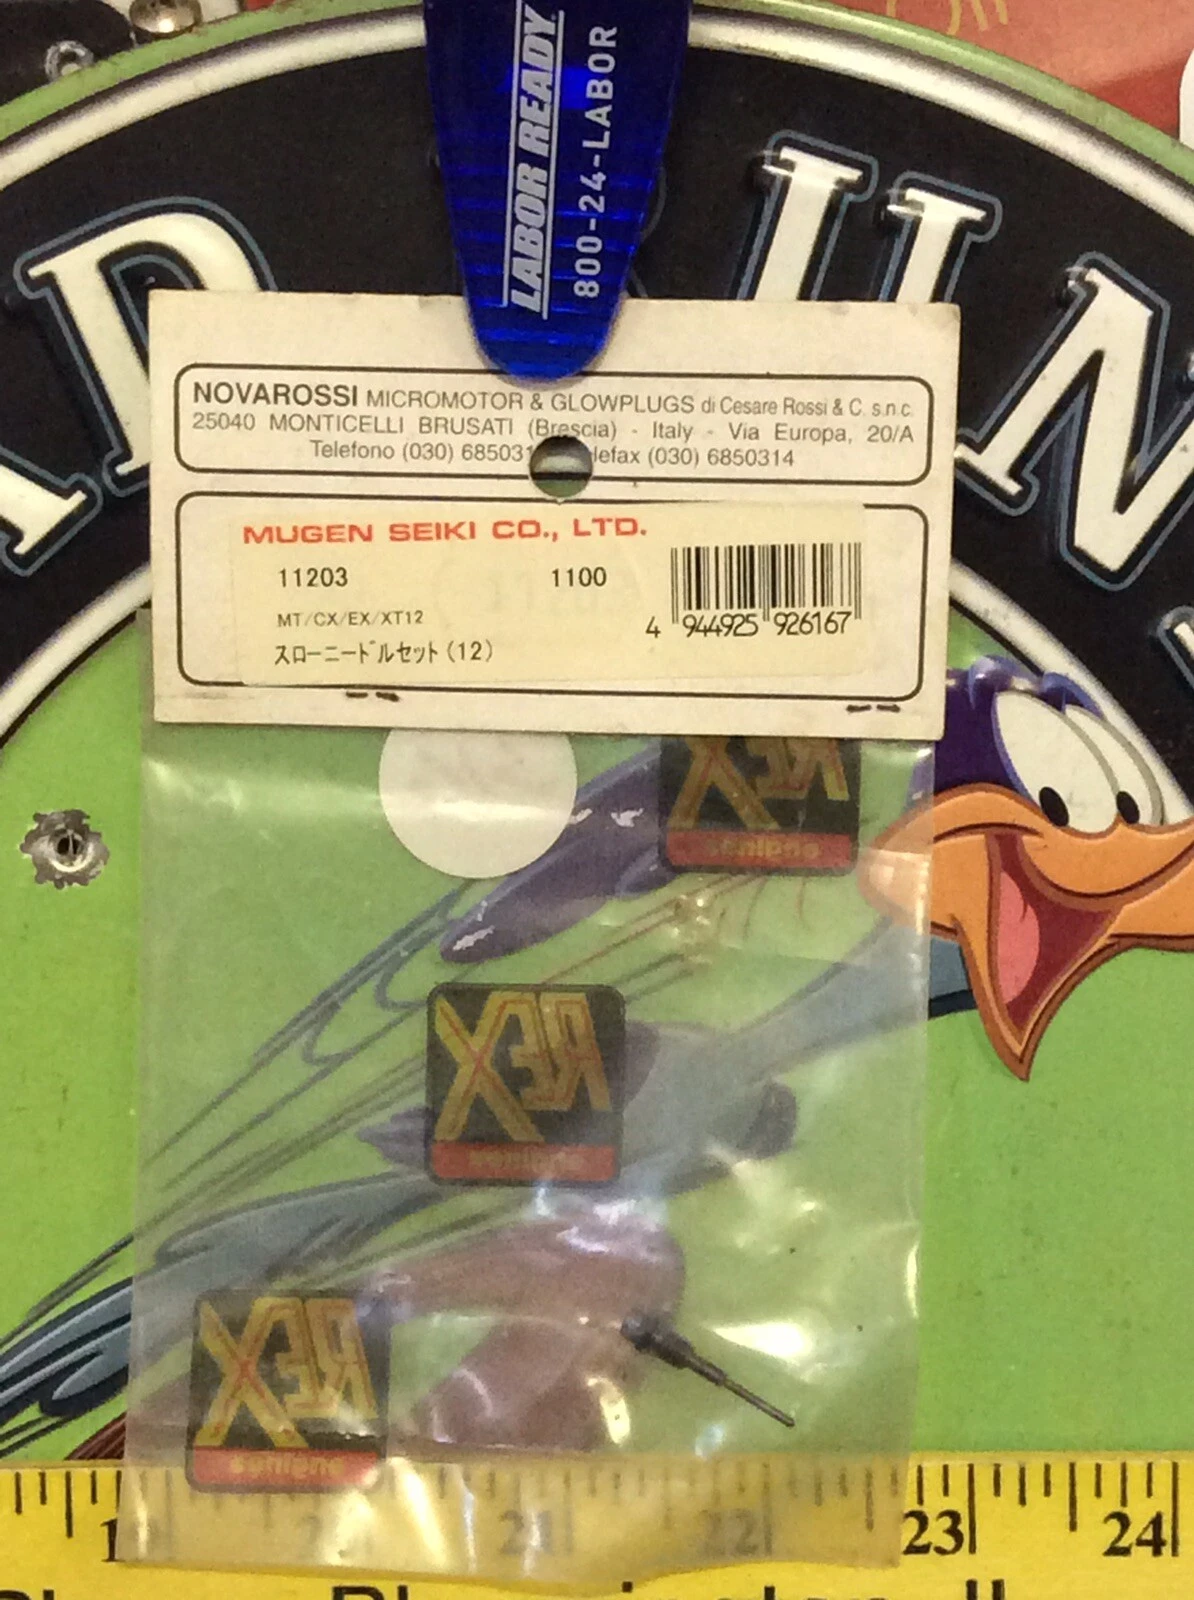 LABOR READY
800-24-LABOR
NOVAROSSI MICROMOTOR & GLOWPLUGS di Cesare Rossi & C. s.n.c.
25040 MONTICELLI BRUSATI (Brescia) - Italy - Via Europa, 20/A
Telefono (030) 685031 lefax (030) 6850314
MUGEN SEIKI CO., LTD.
11203 1100
MT/CX/EX/XT12
スローニードルセット(12)
4 944925 926167
REX
REX
REX
21
22
23
24